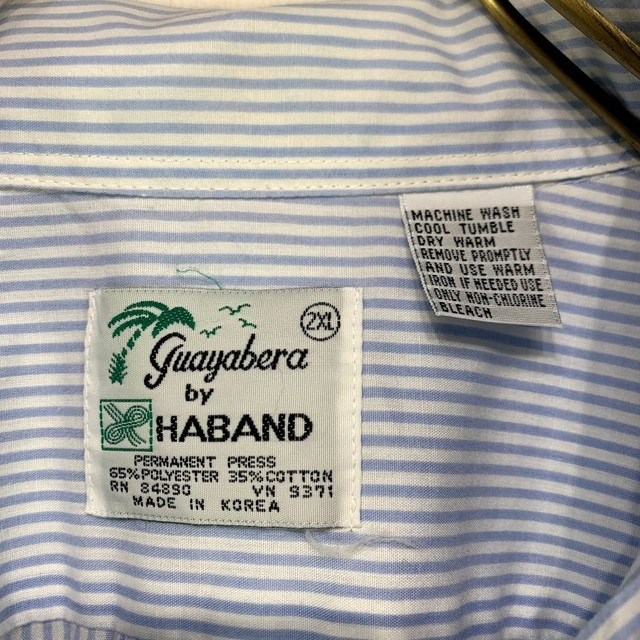 2XL
Guayabera
by
HABAND
PERMANENT PRESS
65%POLYESTER 35%COTTON
RN 84890 VN 9371
MADE IN KOREA
MACHINE WASH
COOL TUMBLE
DRY WARM
REMOVE PROMPTLY
AND USE WARM
IRON IF NEEDED USE
ONLY NON-CHLORINE
BLEACH